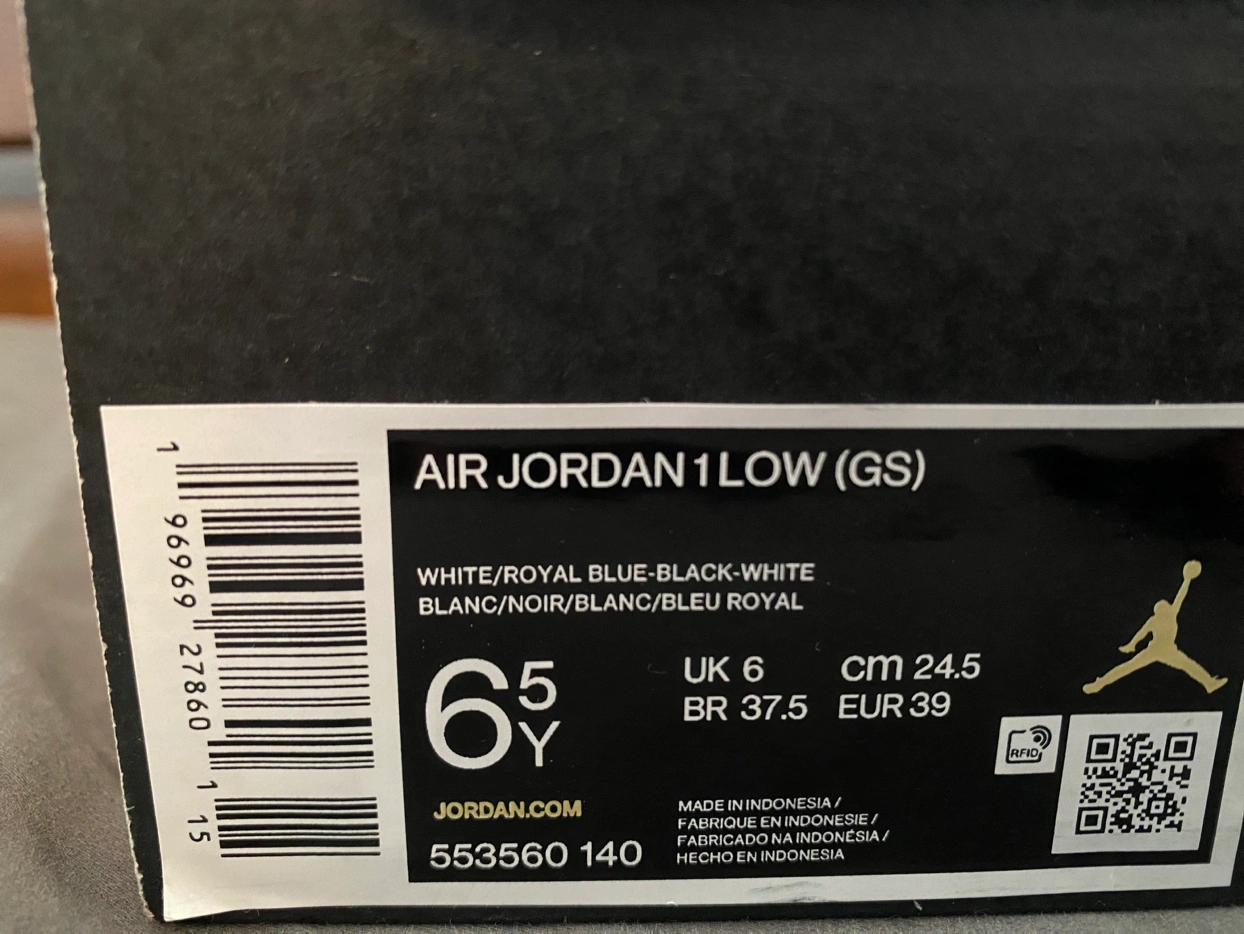 AIR JORDAN 1 LOW (GS)
WHITE/ROYAL BLUE-BLACK-WHITE
BLANC/NOIR/BLANC/BLEU ROYAL
6 5 Y
UK 6 cm 24.5
BR 37.5 EUR 39
RFID
JORDAN.COM
553560 140
MADE IN INDONESIA /
FABRIQUE EN INDONESIE /
FABRICADO NA INDONÉSIA /
HECHO EN INDONESIA
1 96969 27860 1 15